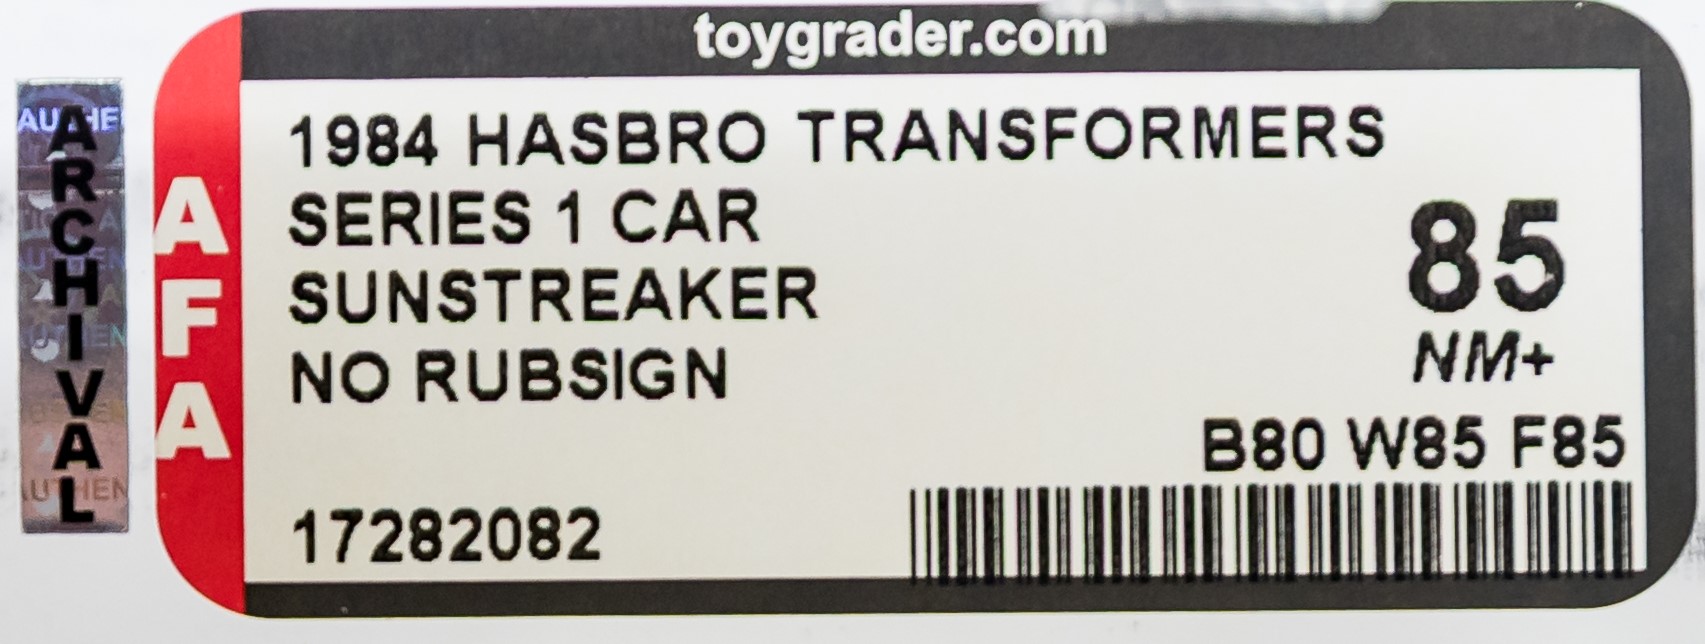 toygrader.com
ARCHIVAL
AFA
1984 HASBRO TRANSFORMERS
SERIES 1 CAR
SUNSTREAKER
NO RUBSIGN
85
NM+
B80 W85 F85
17282082